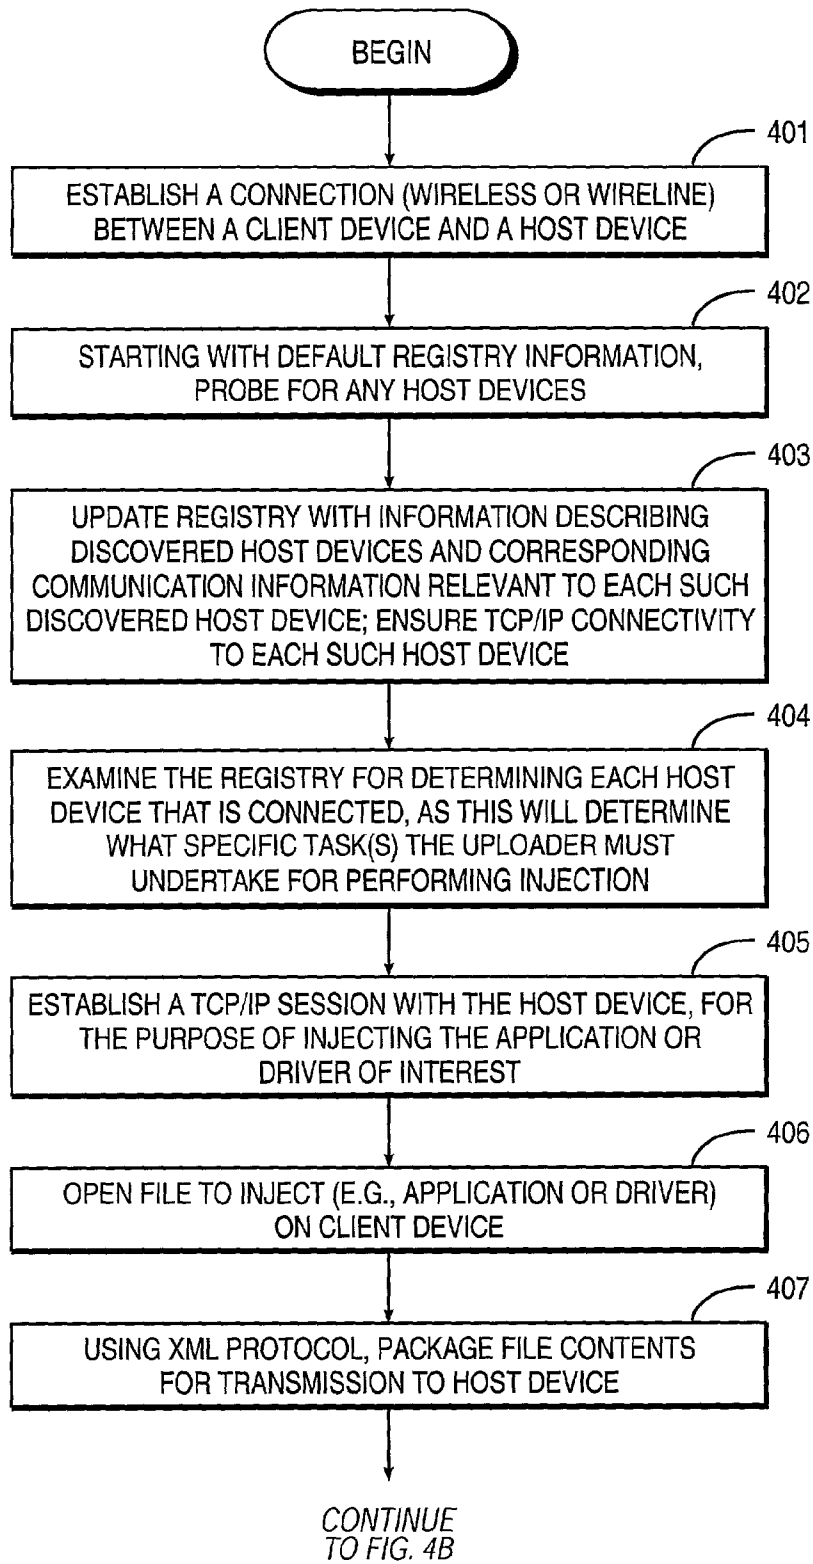 BEGIN
401
ESTABLISH A CONNECTION (WIRELESS OR WIRELINE)
BETWEEN A CLIENT DEVICE AND A HOST DEVICE
402
STARTING WITH DEFAULT REGISTRY INFORMATION,
PROBE FOR ANY HOST DEVICES
403
UPDATE REGISTRY WITH INFORMATION DESCRIBING
DISCOVERED HOST DEVICES AND CORRESPONDING
COMMUNICATION INFORMATION RELEVANT TO EACH SUCH
DISCOVERED HOST DEVICE; ENSURE TCP/IP CONNECTIVITY
TO EACH SUCH HOST DEVICE
404
EXAMINE THE REGISTRY FOR DETERMINING EACH HOST
DEVICE THAT IS CONNECTED, AS THIS WILL DETERMINE
WHAT SPECIFIC TASK(S) THE UPLOADER MUST
UNDERTAKE FOR PERFORMING INJECTION
405
ESTABLISH A TCP/IP SESSION WITH THE HOST DEVICE, FOR
THE PURPOSE OF INJECTING THE APPLICATION OR
DRIVER OF INTEREST
406
OPEN FILE TO INJECT (E.G., APPLICATION OR DRIVER)
ON CLIENT DEVICE
407
USING XML PROTOCOL, PACKAGE FILE CONTENTS
FOR TRANSMISSION TO HOST DEVICE
CONTINUE
TO FIG. 4B